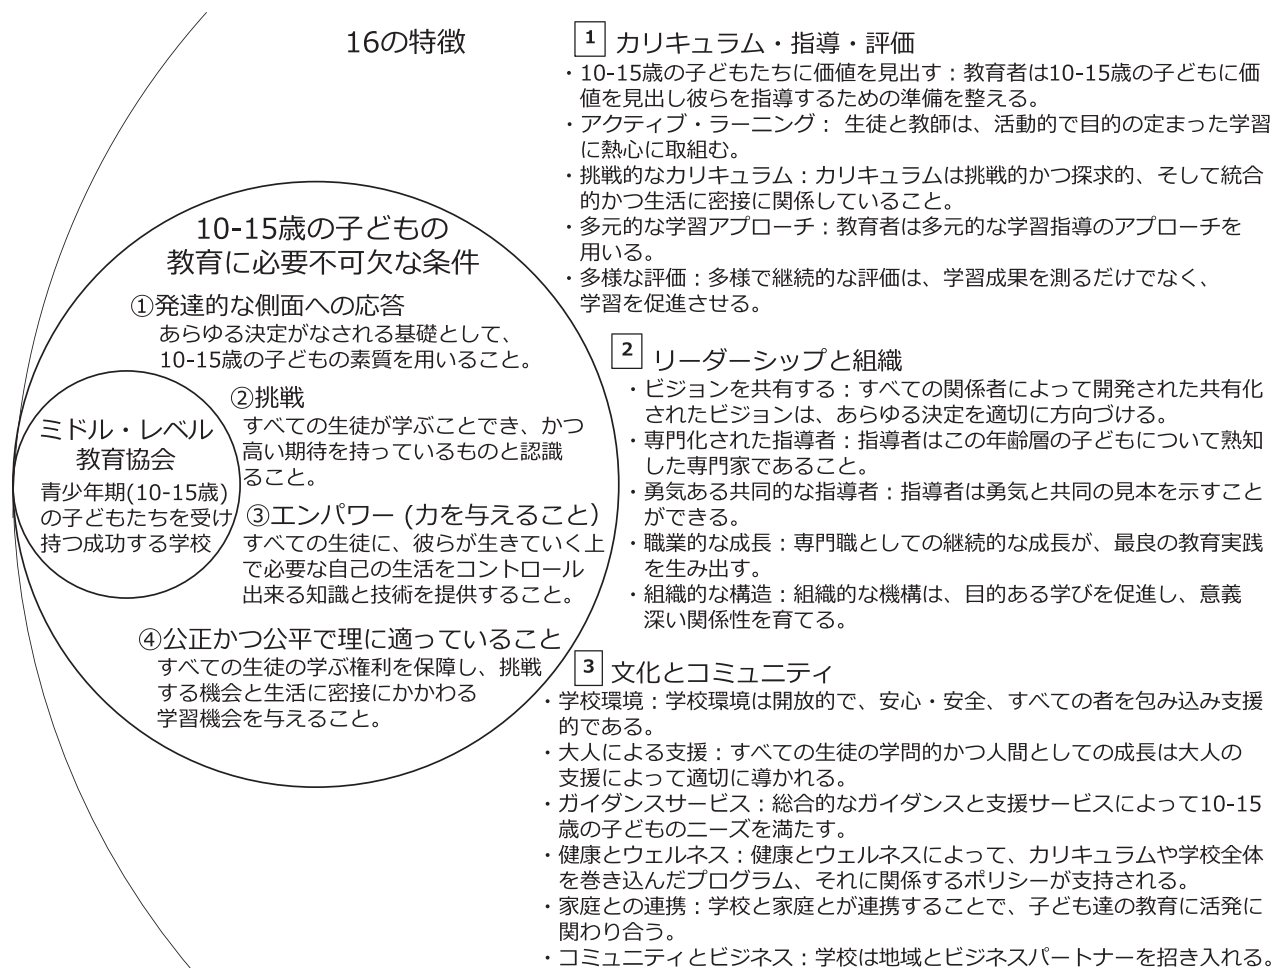 16の特徴
10-15歳の子どもの
教育に必要不可欠な条件
①発達的な側面への応答
あらゆる決定がなされる基礎として、
10-15歳の子どもの素質を用いること。
②挑戦
すべての生徒が学ぶことでき、かつ
高い期待を持っているものと認識
ること。
③エンパワー (力を与えること)
すべての生徒に、彼らが生きていく上
で必要な自己の生活をコントロール
出来る知識と技術を提供すること。
④公正かつ公平で理に適っていること
すべての生徒の学ぶ権利を保障し、挑戦
する機会と生活に密接にかかわる
学習機会を与えること。
ミドル・レベル
教育協会
青少年期(10-15歳)
の子どもたちを受け
持つ成功する学校
1 カリキュラム・指導・評価
・10-15歳の子どもたちに価値を見出す：教育者は10-15歳の子どもに価
値を見出し彼らを指導するための準備を整える。
・アクティブ・ラーニング： 生徒と教師は、活動的で目的の定まった学習
に熱心に取組む。
・挑戦的なカリキュラム：カリキュラムは挑戦的かつ探求的、そして統合
的かつ生活に密接に関係していること。
・多元的な学習アプローチ：教育者は多元的な学習指導のアプローチを
用いる。
・多様な評価：多様で継続的な評価は、学習成果を測るだけでなく、
学習を促進させる。
2 リーダーシップと組織
・ビジョンを共有する：すべての関係者によって開発された共有化
されたビジョンは、あらゆる決定を適切に方向づける。
・専門化された指導者：指導者はこの年齢層の子どもについて熟知
した専門家であること。
・勇気ある共同的な指導者：指導者は勇気と共同の見本を示すこと
ができる。
・職業的な成長：専門職としての継続的な成長が、最良の教育実践
を生み出す。
・組織的な構造：組織的な機構は、目的ある学びを促進し、意義
深い関係性を育てる。
3 文化とコミュニティ
・学校環境：学校環境は開放的で、安心・安全、すべての者を包み込み支援
的である。
・大人による支援：すべての生徒の学問的かつ人間としての成長は大人の
支援によって適切に導かれる。
・ガイダンスサービス：総合的なガイダンスと支援サービスによって10-15
歳の子どものニーズを満たす。
・健康とウェルネス：健康とウェルネスによって、カリキュラムや学校全体
を巻き込んだプログラム、それに関係するポリシーが支持される。
・家庭との連携：学校と家庭とが連携することで、子ども達の教育に活発に
関わり合う。
・コミュニティとビジネス：学校は地域とビジネスパートナーを招き入れる。